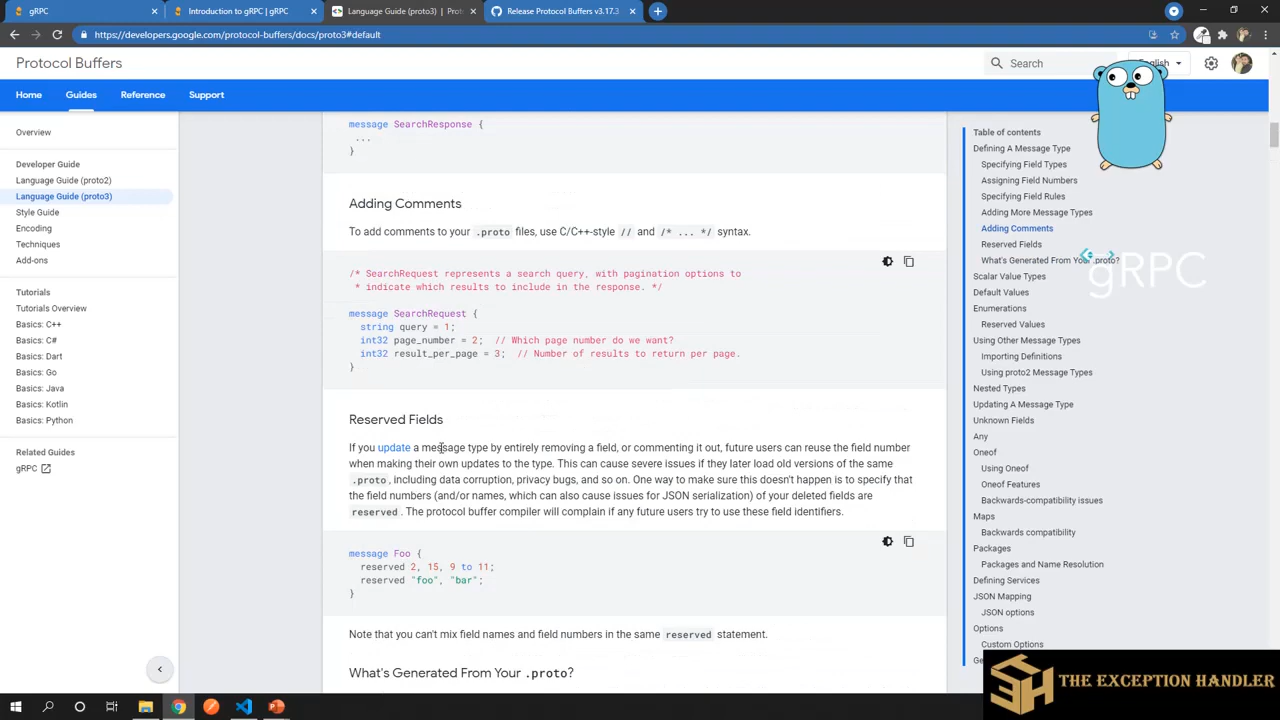 gRPC
Introduction to gRPC | gRPC
Language Guide (proto3) | Proto
Release Protocol Buffers v3.17.3
https://developers.google.com/protocol-buffers/docs/proto3#default
Protocol Buffers
Search
English
Home
Guides
Reference
Support
Overview
Developer Guide
Language Guide (proto2)
Language Guide (proto3)
Style Guide
Encoding
Techniques
Add-ons
Tutorials
Tutorials Overview
Basics: C++
Basics: C#
Basics: Dart
Basics: Go
Basics: Java
Basics: Kotlin
Basics: Python
Related Guides
gRPC
message SearchResponse {
...
}
Adding Comments
To add comments to your .proto files, use C/C++-style // and /* ... */ syntax.
/* SearchRequest represents a search query, with pagination options to
* indicate which results to include in the response. */
message SearchRequest {
string query = 1;
int32 page_number = 2; // Which page number do we want?
int32 result_per_page = 3; // Number of results to return per page.
}
Reserved Fields
If you update a message type by entirely removing a field, or commenting it out, future users can reuse the field number
when making their own updates to the type. This can cause severe issues if they later load old versions of the same
.proto, including data corruption, privacy bugs, and so on. One way to make sure this doesn't happen is to specify that
the field numbers (and/or names, which can also cause issues for JSON serialization) of your deleted fields are
reserved. The protocol buffer compiler will complain if any future users try to use these field identifiers.
message Foo {
reserved 2, 15, 9 to 11;
reserved "foo", "bar";
}
Note that you can't mix field names and field numbers in the same reserved statement.
What's Generated From Your .proto?
Table of contents
Defining A Message Type
Specifying Field Types
Assigning Field Numbers
Specifying Field Rules
Adding More Message Types
Adding Comments
Reserved Fields
What's Generated From Your .proto?
Scalar Value Types
Default Values
Enumerations
Reserved Values
Using Other Message Types
Importing Definitions
Using proto2 Message Types
Nested Types
Updating A Message Type
Unknown Fields
Any
Oneof
Using Oneof
Oneof Features
Backwards-compatibility issues
Maps
Backwards compatibility
Packages
Packages and Name Resolution
Defining Services
JSON Mapping
JSON options
Options
Custom Options
gRPC
THE EXCEPTION HANDLER